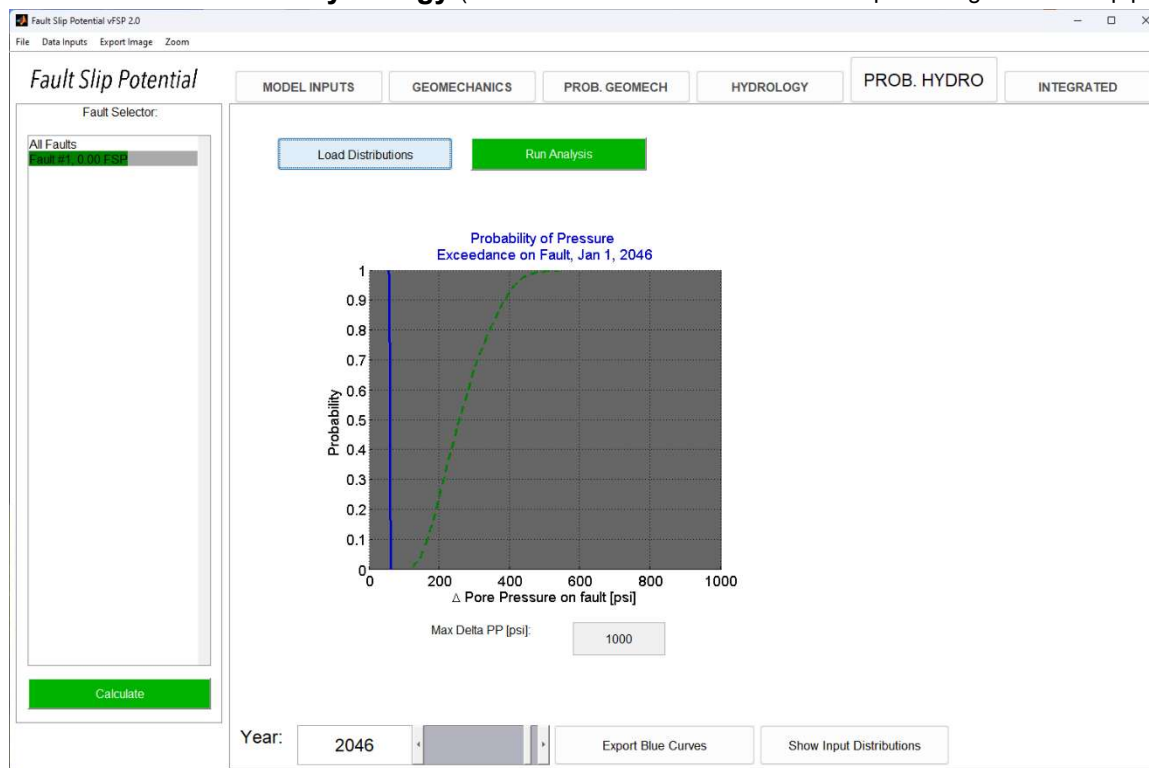 Fault Slip Potential vFSP 2.0
File Data Inputs Export Image Zoom
Fault Slip Potential
MODEL INPUTS GEOMECHANICS PROB. GEOMECH HYDROLOGY PROB. HYDRO INTEGRATED
Fault Selector:
All Faults
Fault #1, 0.00 FSP
Load Distributions Run Analysis
Probability of Pressure
Exceedance on Fault, Jan 1, 2046
1
0.9
0.8
0.7
0.6
0.5
0.4
0.3
0.2
0.1
0
Probability
0 200 400 600 800 1000
Δ Pore Pressure on fault [psi]
Max Delta PP [psi]: 1000
Calculate
Year: 2046 Export Blue Curves Show Input Distributions